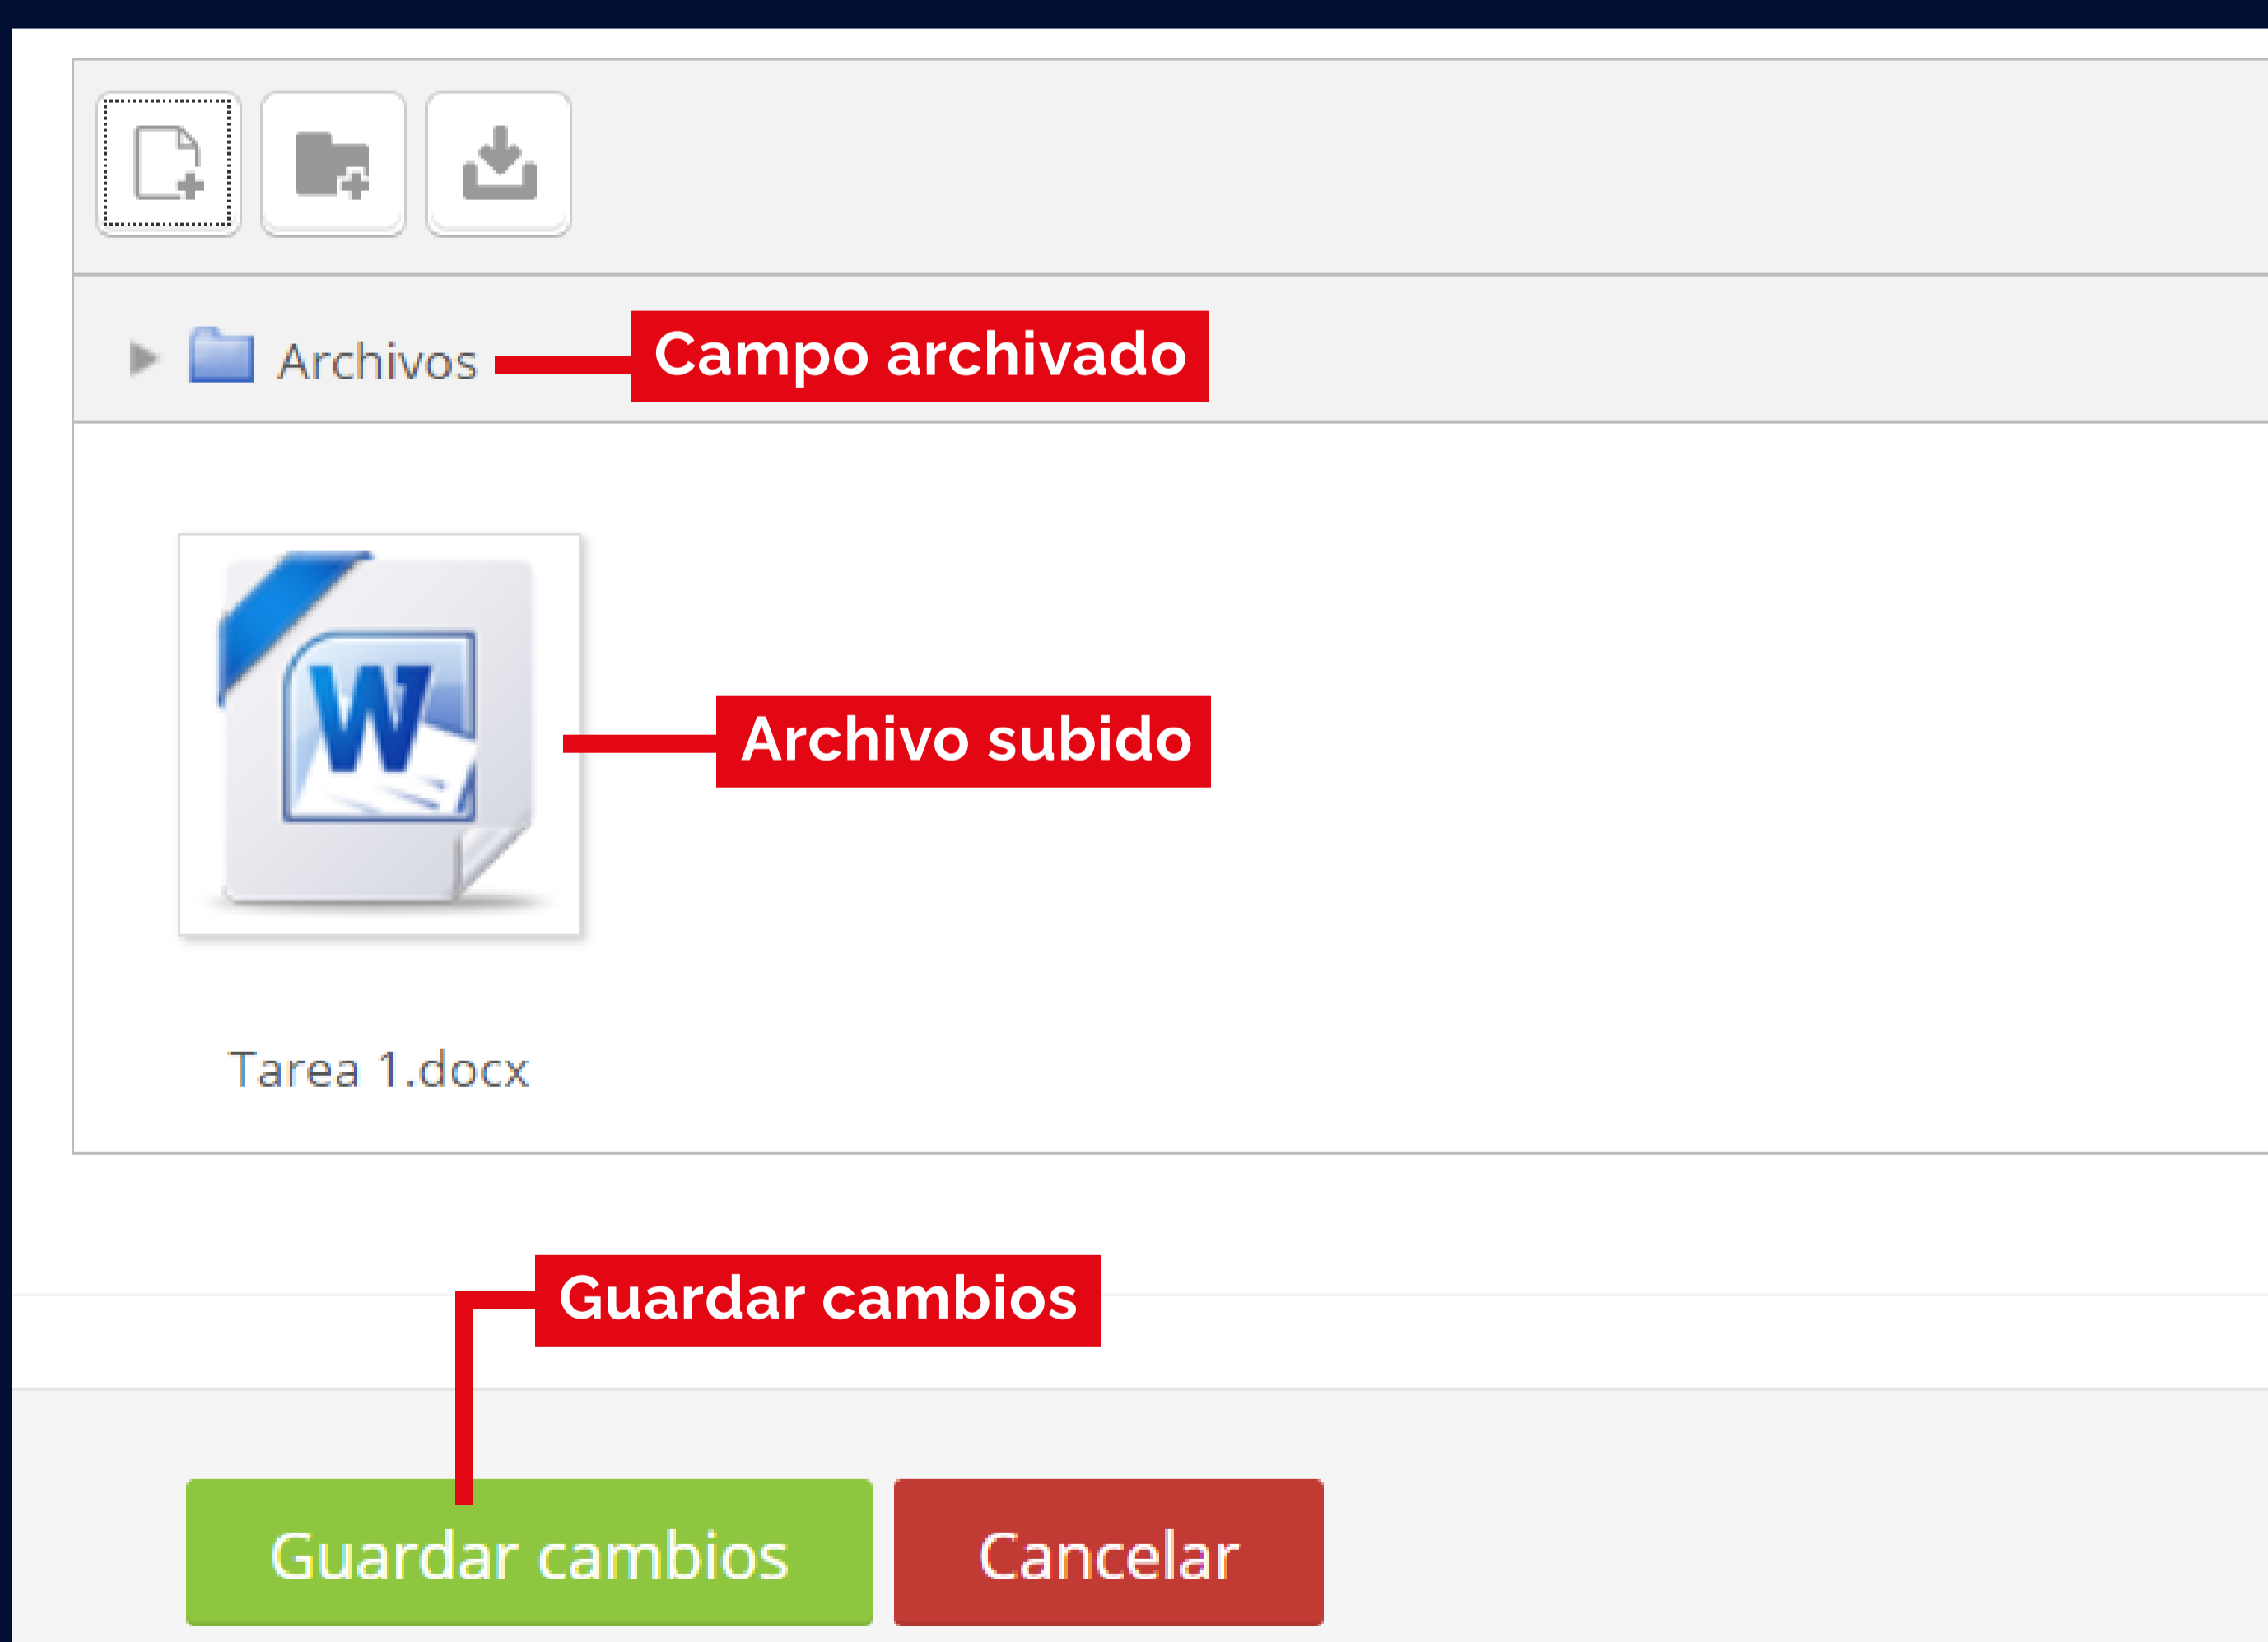 Archivos
Campo archivado
W
Archivo subido
Tarea 1.docx
Guardar cambios
Guardar cambios
Cancelar